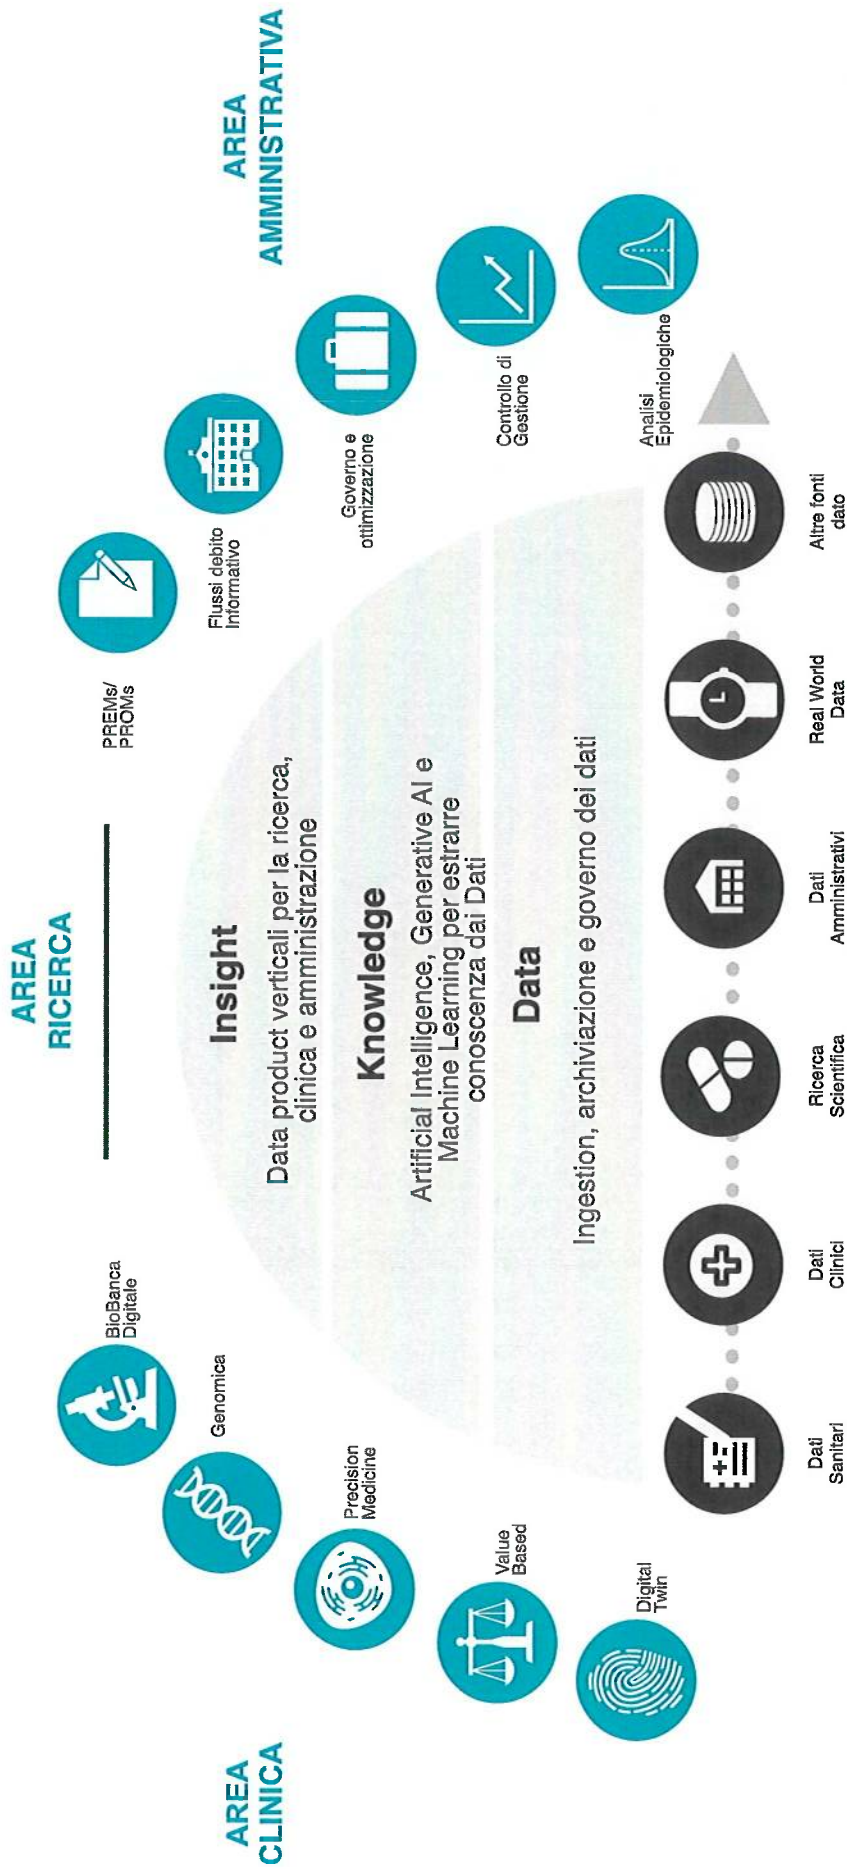 AREA
RICERCA
AREA
CLINICA
AREA
AMMINISTRATIVA
BioBanca
Digitale
Genomica
Precision
Medicine
Value
Based
Digital
Twin
PREMs/
PROMs
Flussi debito
Informativo
Governo e
ottimizzazione
Controllo di
Gestione
Analisi
Epidemiologiche
Insight
Data product verticali per la ricerca,
clinica e amministrazione
Knowledge
Artificial Intelligence, Generative AI e
Machine Learning per estrarre
conoscenza dai Dati
Data
Ingestion, archiviazione e governo dei dati
Dati
Sanitari
Dati
Clinici
Ricerca
Scientifica
Dati
Amministrativi
Real World
Data
Altre fonti
dato